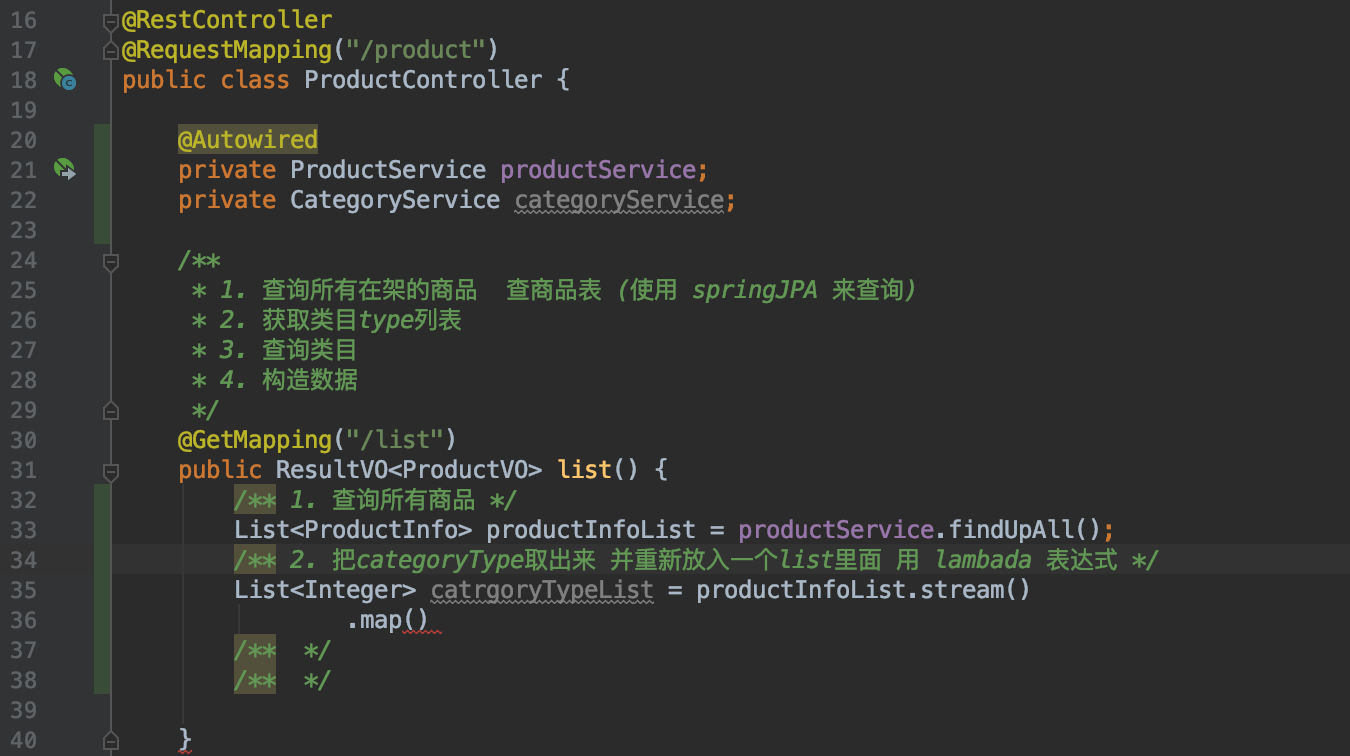 16 @RestController
17 @RequestMapping("/product")
18 public class ProductController {
19
20 @Autowired
21 private ProductService productService;
22 private CategoryService categoryService;
23
24 /**
25 * 1. 查询所有在架的商品  查商品表 (使用 springJPA 来查询)
26 * 2. 获取类目type列表
27 * 3. 查询类目
28 * 4. 构造数据
29 */
30 @GetMapping("/list")
31 public ResultVO<ProductVO> list() {
32 /** 1. 查询所有商品 */
33 List<ProductInfo> productInfoList = productService.findUpAll();
34 /** 2. 把categoryType取出来 并重新放入一个list里面 用 lambada 表达式 */
35 List<Integer> catrgoryTypeList = productInfoList.stream()
36 .map()
37 /**  */
38 /**  */
39
40 }